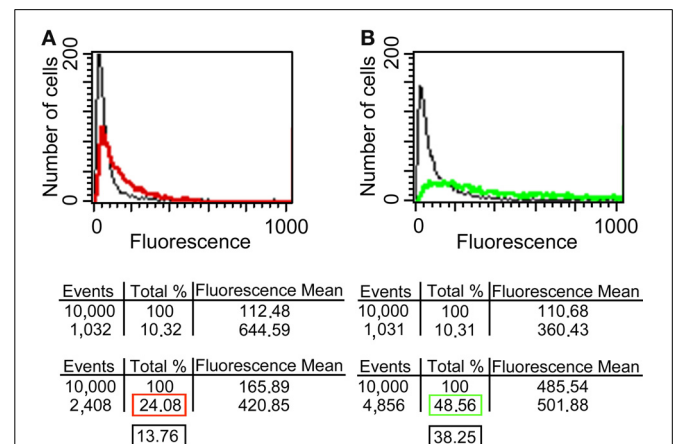 A
200
Number of cells
0
0 1000
Fluorescence
Events Total % Fluorescence Mean
10,000 100 112.48
1,032 10.32 644.59
Events Total % Fluorescence Mean
10,000 100 165.89
2,408 24.08 420.85
13.76
B
200
Number of cells
0
0 1000
Fluorescence
Events Total % Fluorescence Mean
10,000 100 110.68
1,031 10.31 360.43
Events Total % Fluorescence Mean
10,000 100 485.54
4,856 48.56 501.88
38.25